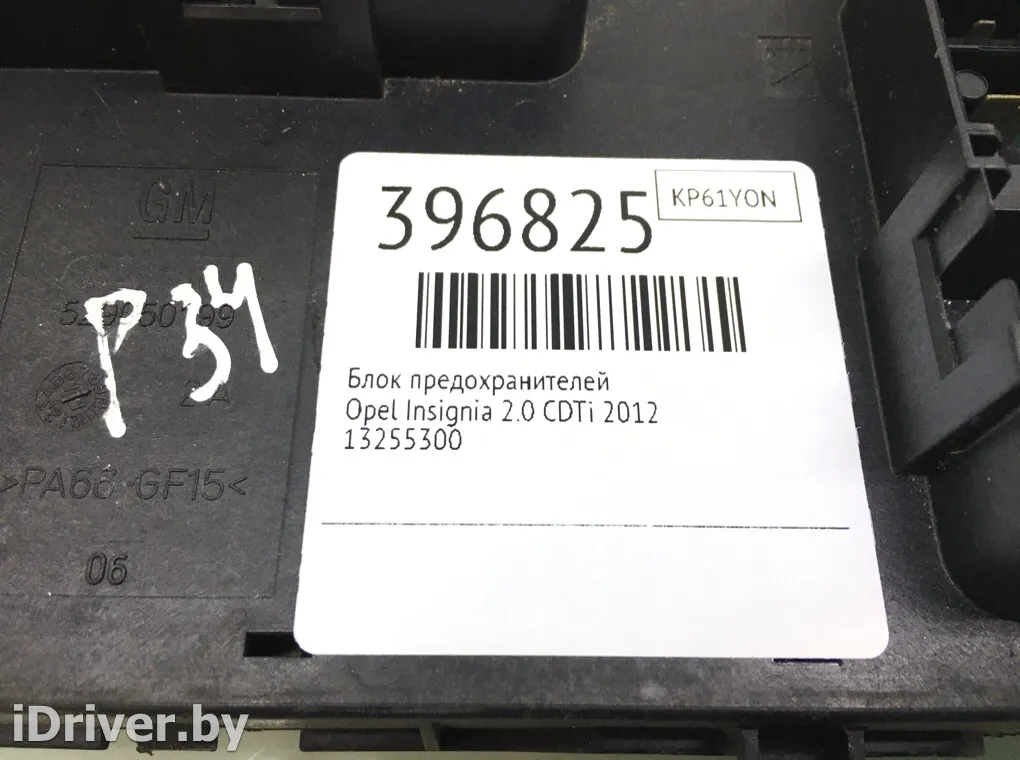 GM
P34
>PA66-GF15<
06
396825
KP61YON
Блок предохранителей
Opel Insignia 2.0 CDTi 2012
13255300
iDriver.by